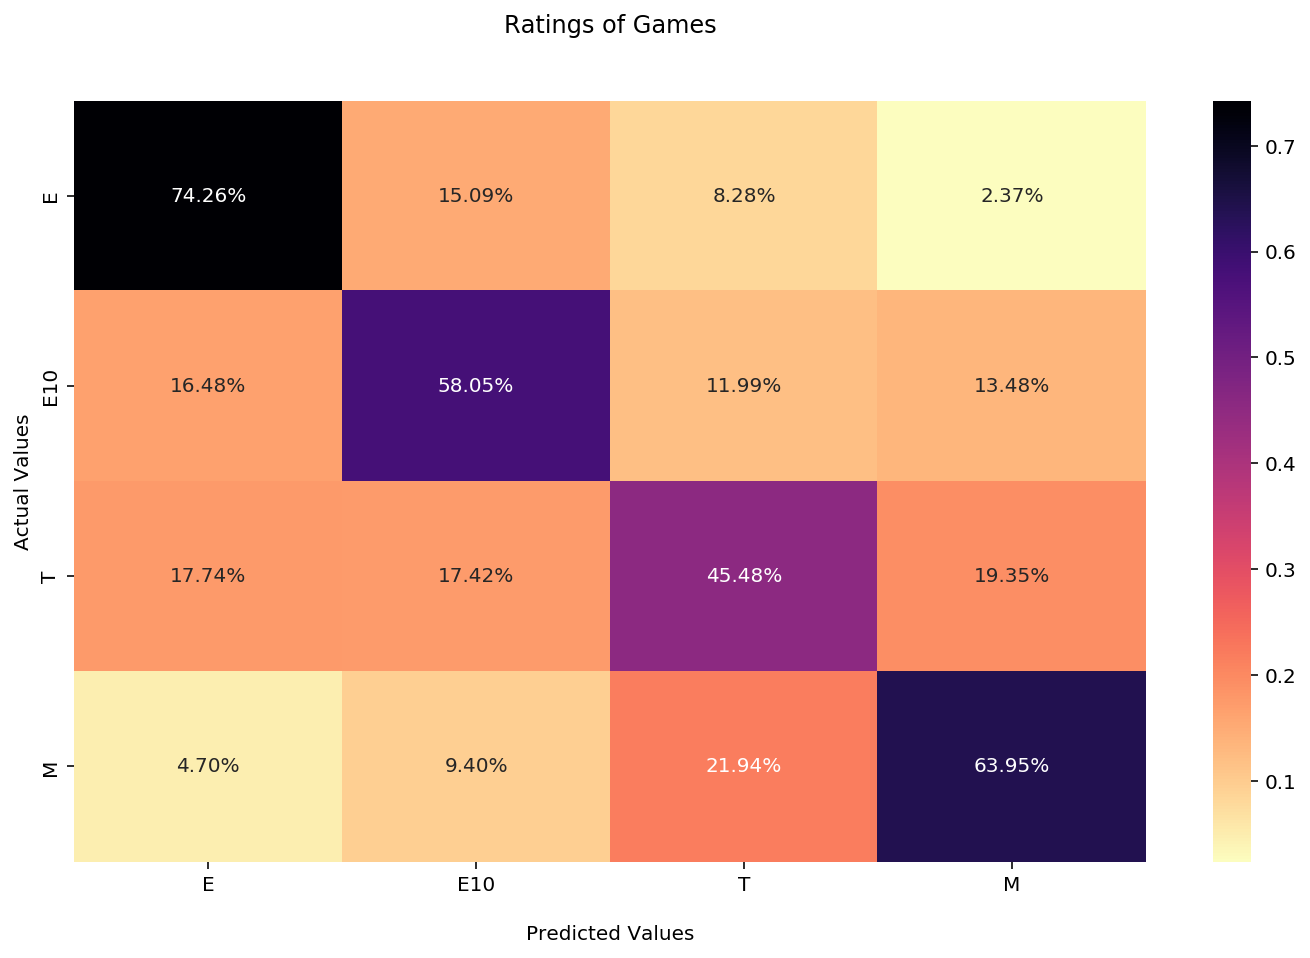 Ratings of Games
E 74.26% 15.09% 8.28% 2.37%
E10 16.48% 58.05% 11.99% 13.48%
T 17.74% 17.42% 45.48% 19.35%
M 4.70% 9.40% 21.94% 63.95%
E E10 T M
Actual Values
Predicted Values
0.7
0.6
0.5
0.4
0.3
0.2
0.1